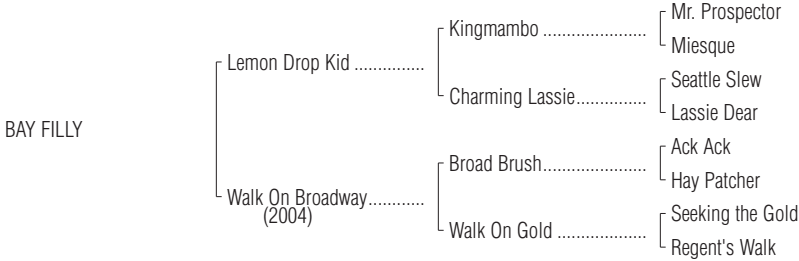 Mr. Prospector
Kingmambo ......................
Miesque
Lemon Drop Kid ...............
Seattle Slew
Charming Lassie...............
Lassie Dear
BAY FILLY
Ack Ack
Broad Brush......................
Hay Patcher
Walk On Broadway............
(2004)
Seeking the Gold
Walk On Gold ...................
Regent's Walk